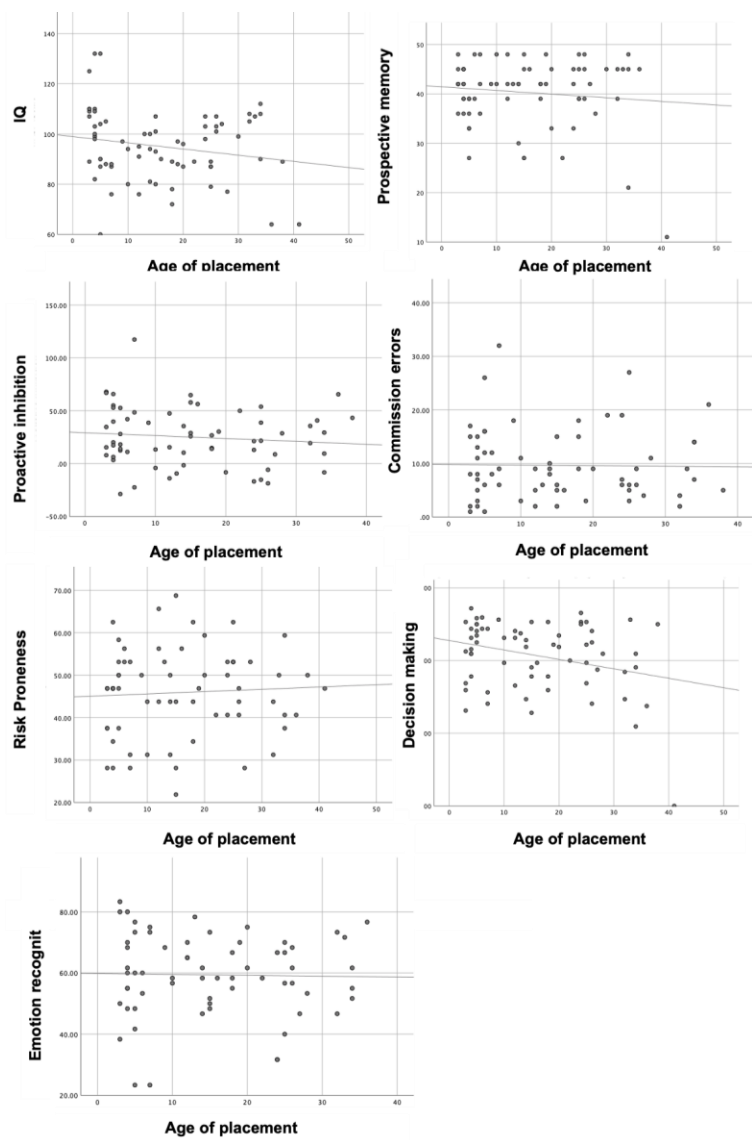 140
120
100
80
60
0 10 20 30 40 50
IQ
Age of placement
50
40
30
20
10
0 10 20 30 40 50
Prospective memory
Age of placement
150.00
100.00
50.00
.00
-50.00
0 10 20 30 40
Proactive inhibition
Age of placement
40.00
30.00
20.00
10.00
.00
0 10 20 30 40
Commission errors
Age of placement
70.00
60.00
50.00
40.00
30.00
20.00
0 10 20 30 40 50
Risk Proneness
Age of placement
00
00
00
00
0 10 20 30 40 50
Decision making
Age of placement
80.00
60.00
40.00
20.00
0 10 20 30 40
Emotion recognit
Age of placement